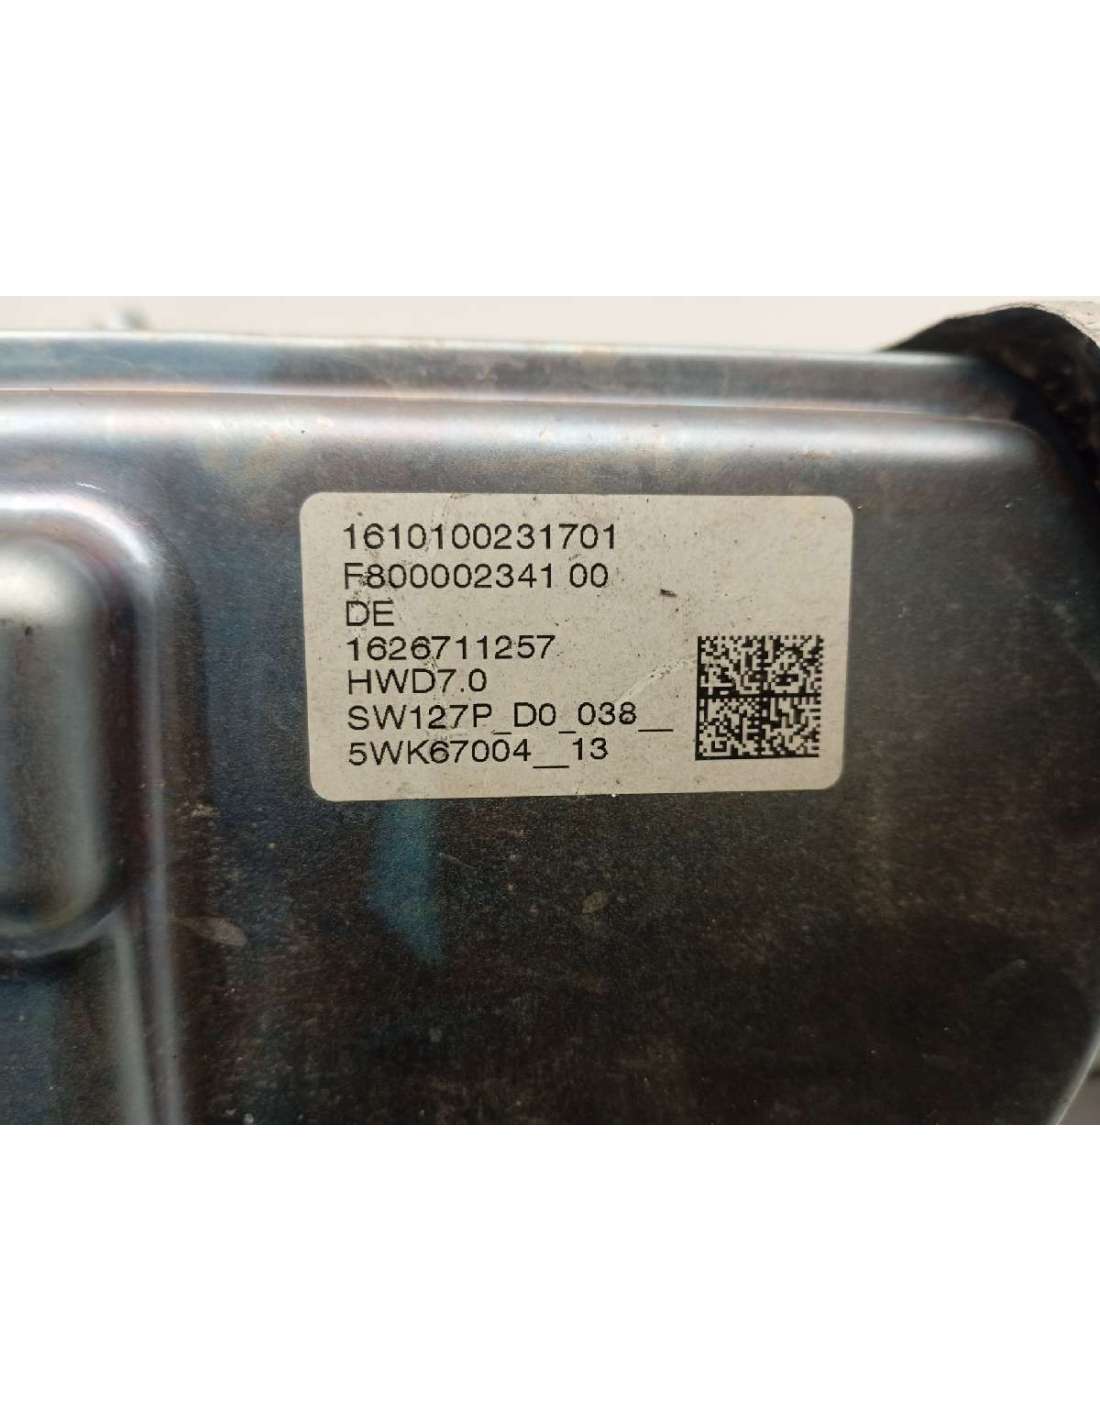 1610100231701
F800002341 00
DE
1626711257
HWD7.0
SW127P_D0_038__
5WK67004__13